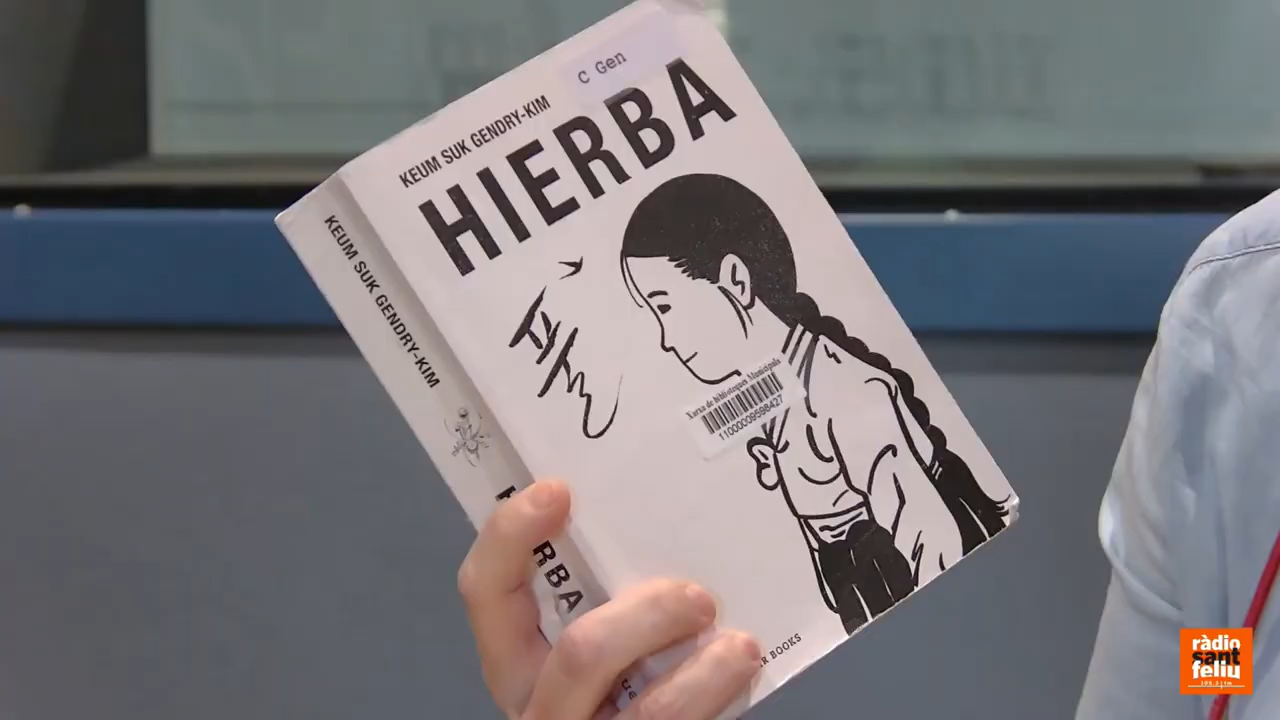 C Gen
KEUM SUK GENDRY-KIM
HIERBA
풀
Xarxa de biblioteques Municipals
KEUM SUK GENDRY-KIM
RBA
BOOKS
ràdio
sant
feliu